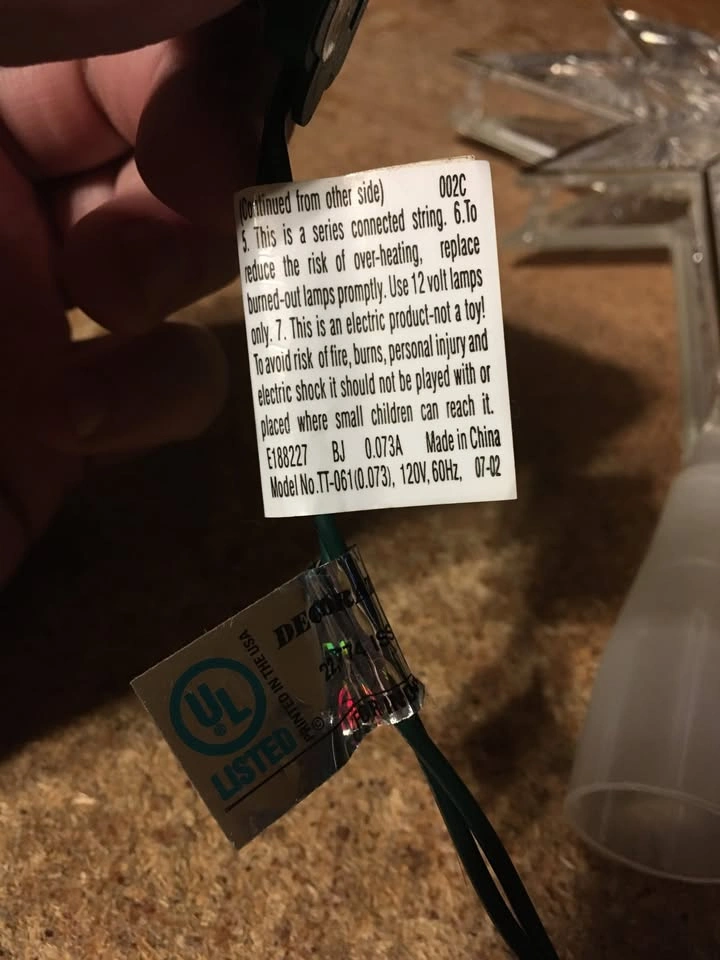 (Continued from other side) 002C
5. This is a series connected string. 6.To
reduce the risk of over-heating, replace
burned-out lamps promptly. Use 12 volt lamps
only. 7. This is an electric product-not a toy!
To avoid risk of fire, burns, personal injury and
electric shock it should not be played with or
placed where small children can reach it.
E188227 BJ 0.073A Made in China
Model No.TT-061(0.073), 120V, 60Hz, 07-02
UL
®
LISTED
PRINTED IN THE USA
©